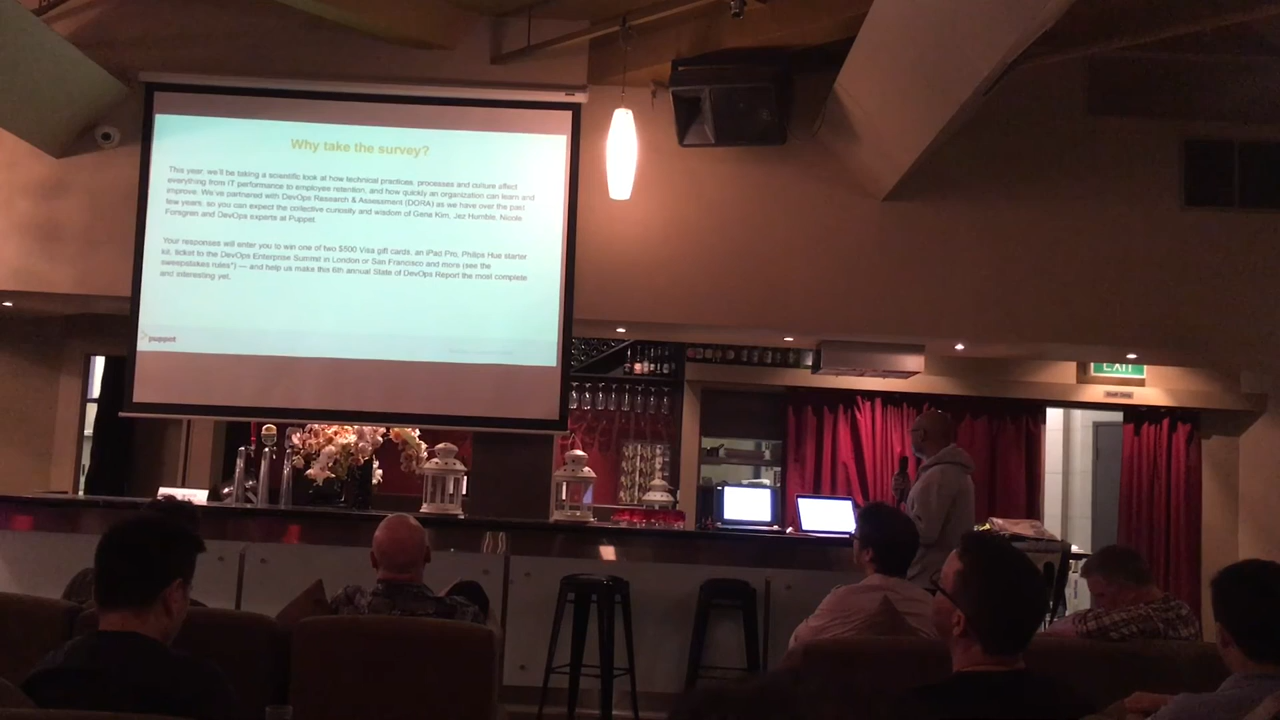 Why take the survey?
This year, we'll be taking a scientific look at how technical practices, processes and culture affect
everything from IT performance to employee retention, and how quickly an organization can learn and
improve. We've partnered with DevOps Research & Assessment (DORA) as we have over the past
few years, so you can expect the collective curiosity and wisdom of Gene Kim, Jez Humble, Nicole
Forsgren and DevOps experts at Puppet.
Your responses will enter you to win one of two $500 Visa gift cards, an iPad Pro, Philips Hue starter
kit, ticket to the DevOps Enterprise Summit in London or San Francisco and more (see the
sweepstakes rules*) — and help us make this 6th annual State of DevOps Report the most complete
and interesting yet.
puppet
EXIT